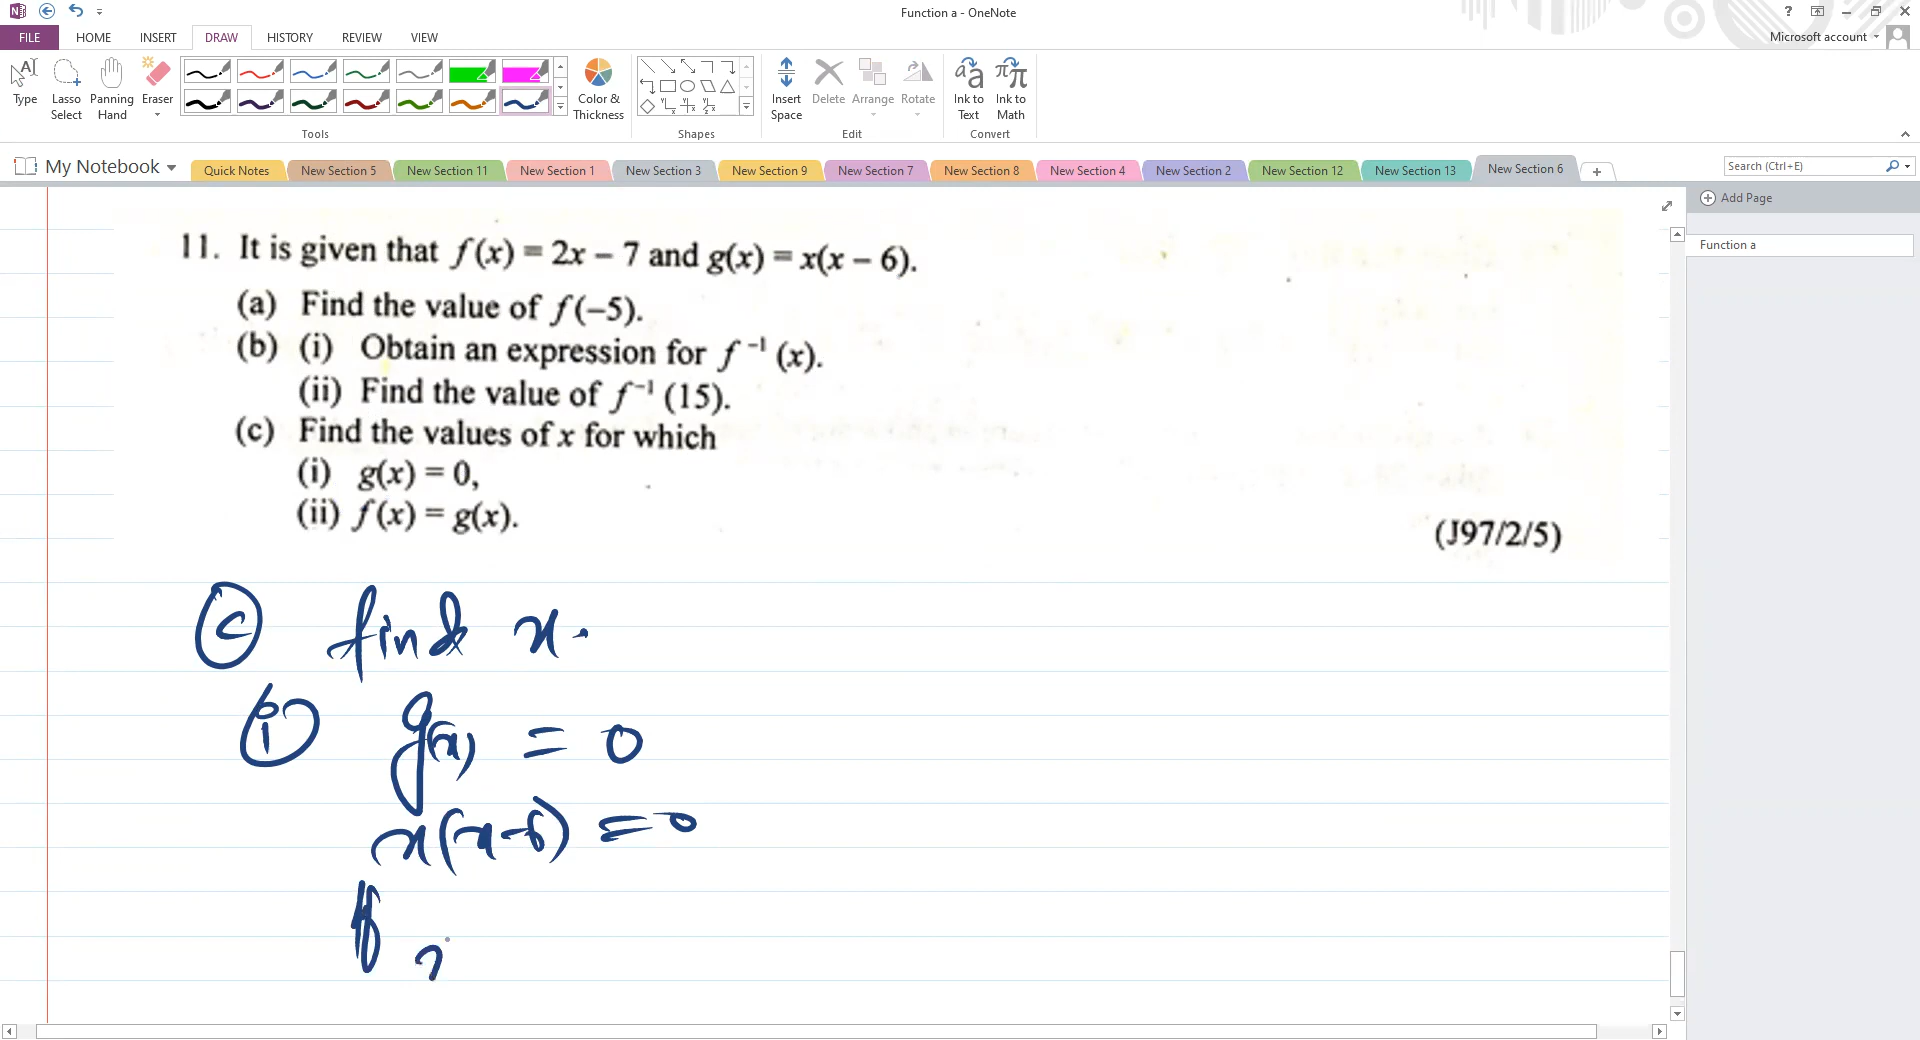 Function a - OneNote
Microsoft account
FILE HOME INSERT DRAW HISTORY REVIEW VIEW
Type
Lasso Select
Panning Hand
Eraser
Color & Thickness
Insert Space
Delete
Arrange
Rotate
Ink to Text
Ink to Math
Tools
Shapes
Edit
Convert
My Notebook
Quick Notes
New Section 5
New Section 11
New Section 1
New Section 3
New Section 9
New Section 7
New Section 8
New Section 4
New Section 2
New Section 12
New Section 13
New Section 6
Search (Ctrl+E)
Add Page
Function a
11. It is given that f(x) = 2x – 7 and g(x) = x(x – 6).
(a) Find the value of f(–5).
(b) (i) Obtain an expression for f⁻¹ (x).
(ii) Find the value of f⁻¹ (15).
(c) Find the values of x for which
(i) g(x) = 0,
(ii) f(x) = g(x).
(J97/2/5)
c find x.
i g(x) = 0
x(x-6) = 0